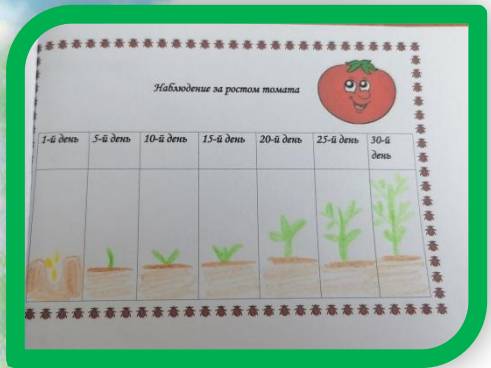 Наблюдение за ростом томата
1-й день 5-й день 10-й день 15-й день 20-й день 25-й день 30-й
день